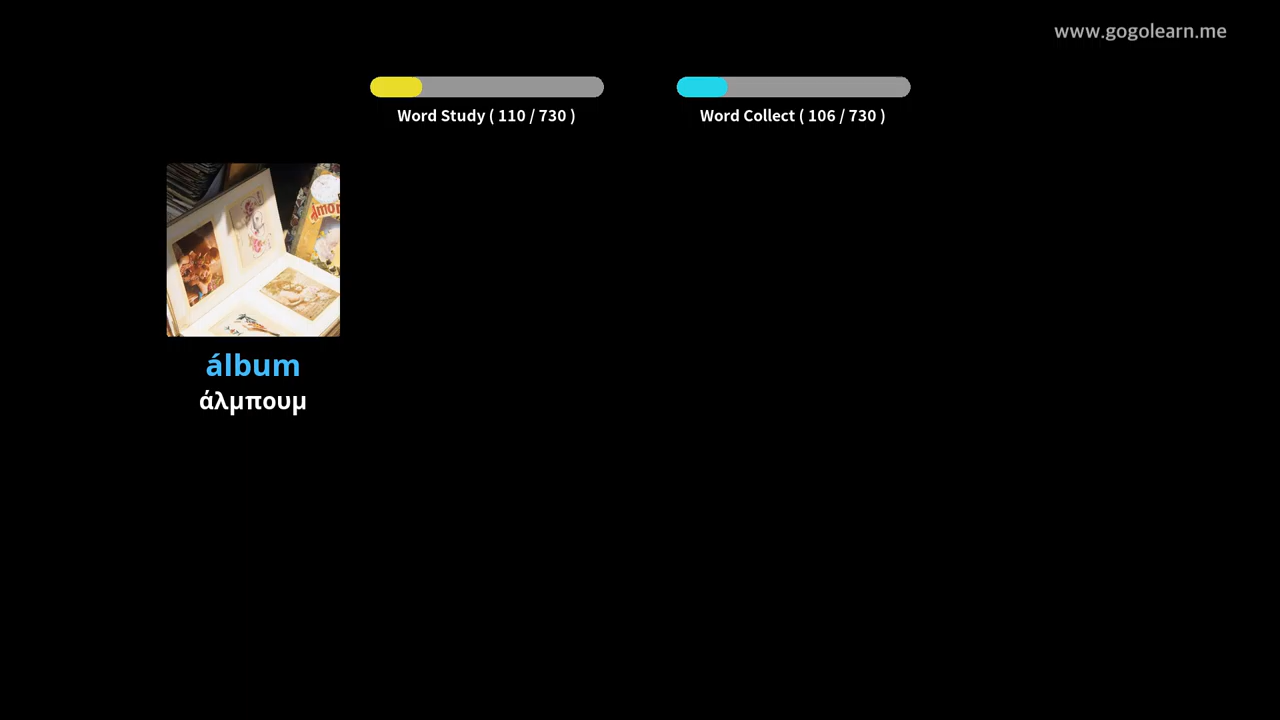 www.gogolearn.me
Word Study ( 110 / 730 )
Word Collect ( 106 / 730 )
álbum
άλμπουμ